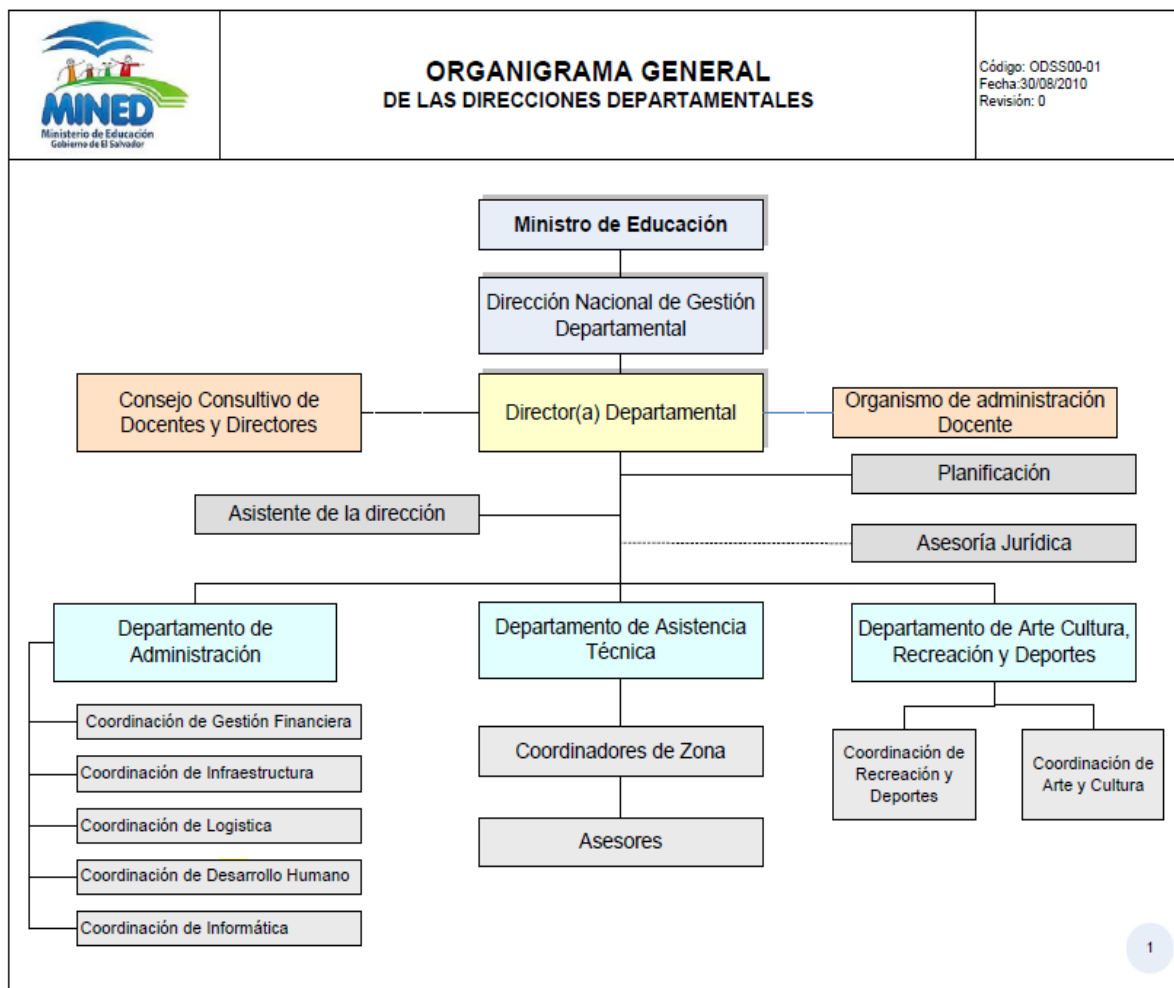 MINED
Ministerio de Educación
Gobierno de El Salvador
ORGANIGRAMA GENERAL
DE LAS DIRECCIONES DEPARTAMENTALES
Código: ODSS00-01
Fecha:30/08/2010
Revisión: 0
Ministro de Educación
Dirección Nacional de Gestión
Departamental
Consejo Consultivo de
Docentes y Directores
Director(a) Departamental
Organismo de administración
Docente
Planificación
Asistente de la dirección
Asesoría Jurídica
Departamento de
Administración
Departamento de Asistencia
Técnica
Departamento de Arte Cultura,
Recreación y Deportes
Coordinación de Gestión Financiera
Coordinación de Infraestructura
Coordinación de Logistica
Coordinación de Desarrollo Humano
Coordinación de Informática
Coordinadores de Zona
Asesores
Coordinación de
Recreación y
Deportes
Coordinación de
Arte y Cultura
1